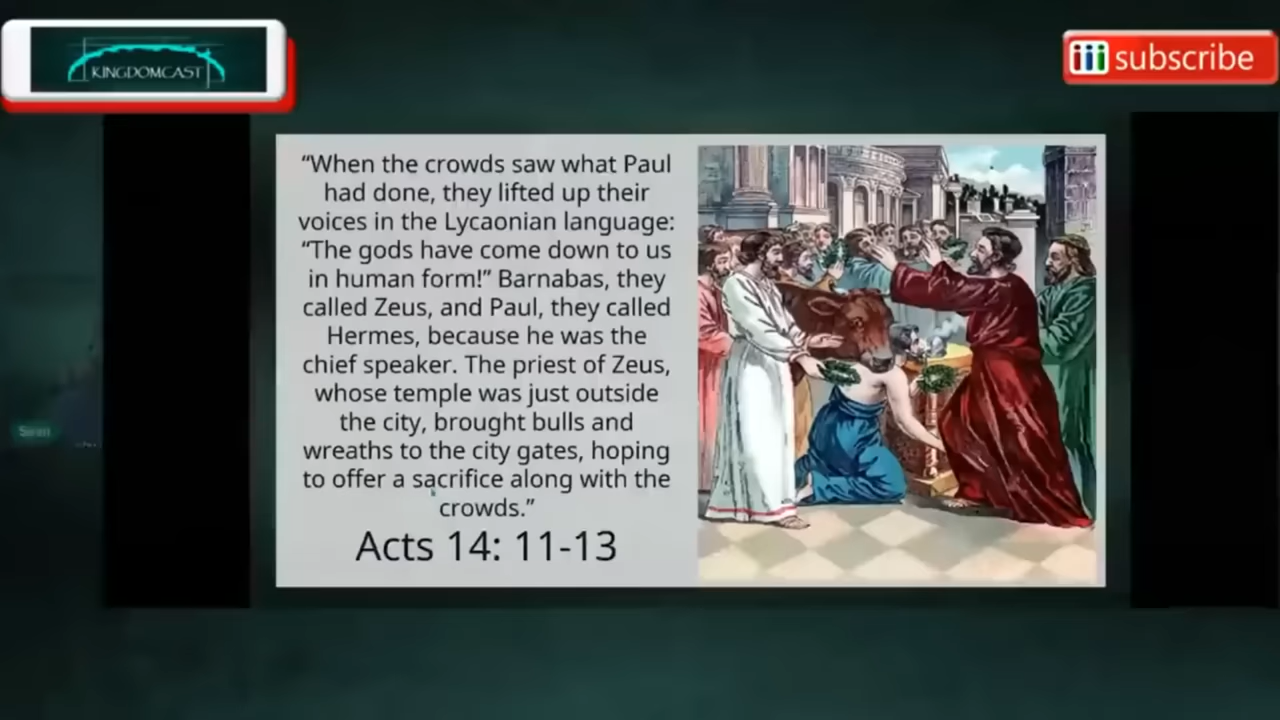 KINGDOMCAST
subscribe
“When the crowds saw what Paul
had done, they lifted up their
voices in the Lycaonian language:
“The gods have come down to us
in human form!” Barnabas, they
called Zeus, and Paul, they called
Hermes, because he was the
chief speaker. The priest of Zeus,
whose temple was just outside
the city, brought bulls and
wreaths to the city gates, hoping
to offer a sacrifice along with the
crowds.”
Acts 14: 11-13